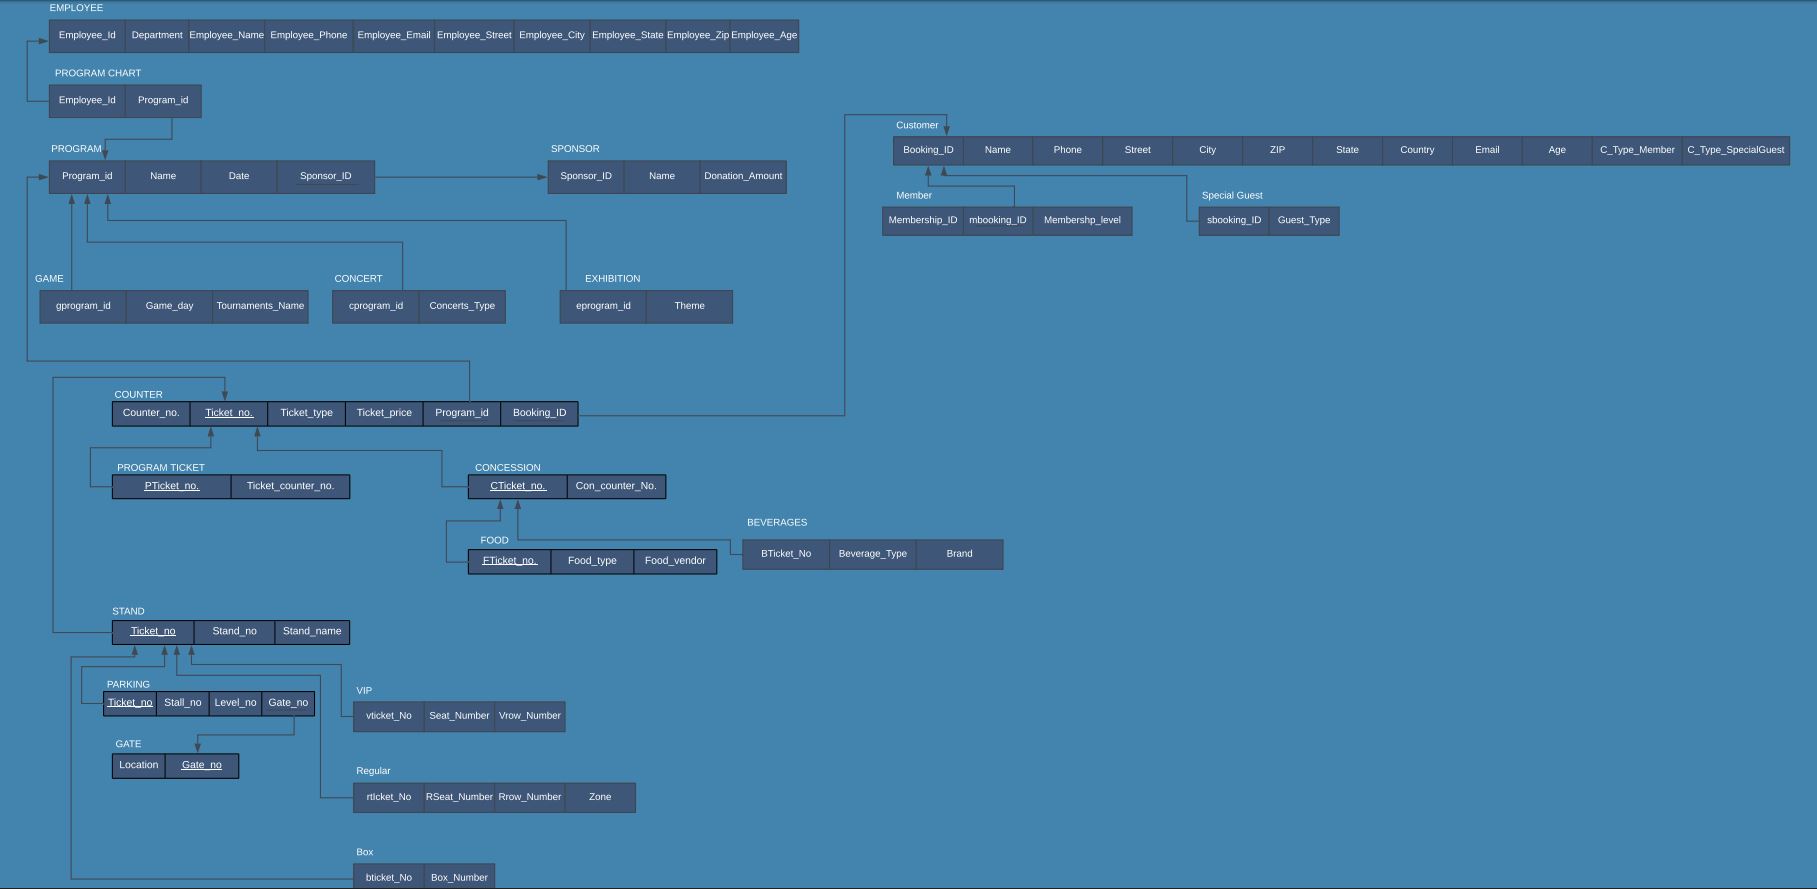 EMPLOYEE
Employee_Id Department Employee_Name Employee_Phone Employee_Email Employee_Street Employee_City Employee_State Employee_Zip Employee_Age
PROGRAM CHART
Employee_Id Program_id
PROGRAM
Program_id Name Date Sponsor_ID
SPONSOR
Sponsor_ID Name Donation_Amount
Customer
Booking_ID Name Phone Street City ZIP State Country Email Age C_Type_Member C_Type_SpecialGuest
Member
Membership_ID mbooking_ID Membershp_level
Special Guest
sbooking_ID Guest_Type
GAME
gprogram_id Game_day Tournaments_Name
CONCERT
cprogram_id Concerts_Type
EXHIBITION
eprogram_id Theme
COUNTER
Counter_no. Ticket_no. Ticket_type Ticket_price Program_id Booking_ID
PROGRAM TICKET
PTicket_no. Ticket_counter_no.
CONCESSION
CTicket_no. Con_counter_No.
FOOD
FTicket_no. Food_type Food_vendor
BEVERAGES
BTicket_No Beverage_Type Brand
STAND
Ticket_no Stand_no Stand_name
PARKING
Ticket_no Stall_no Level_no Gate_no
GATE
Location Gate_no
VIP
vticket_No Seat_Number Vrow_Number
Regular
rtIcket_No RSeat_Number Rrow_Number Zone
Box
bticket_No Box_Number